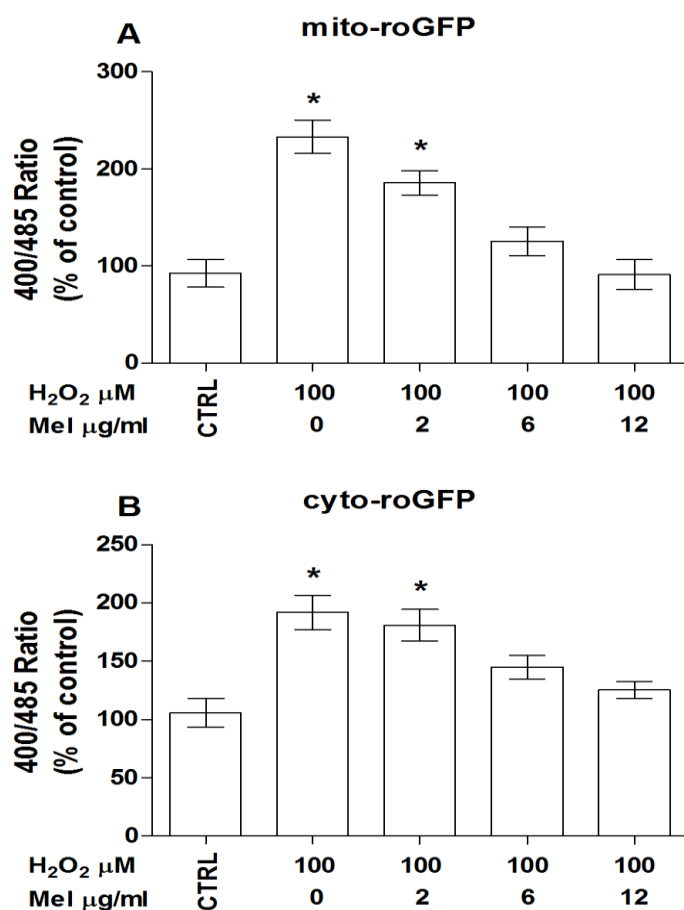 A mito-roGFP
400/485 Ratio
(% of control)
300
*
*
200
100
0
H₂O₂ μM CTRL 100 100 100 100
Mel μg/ml 0 2 6 12
B cyto-roGFP
400/485 Ratio
(% of control)
250
*
*
200
150
100
50
0
H₂O₂ μM CTRL 100 100 100 100
Mel μg/ml 0 2 6 12